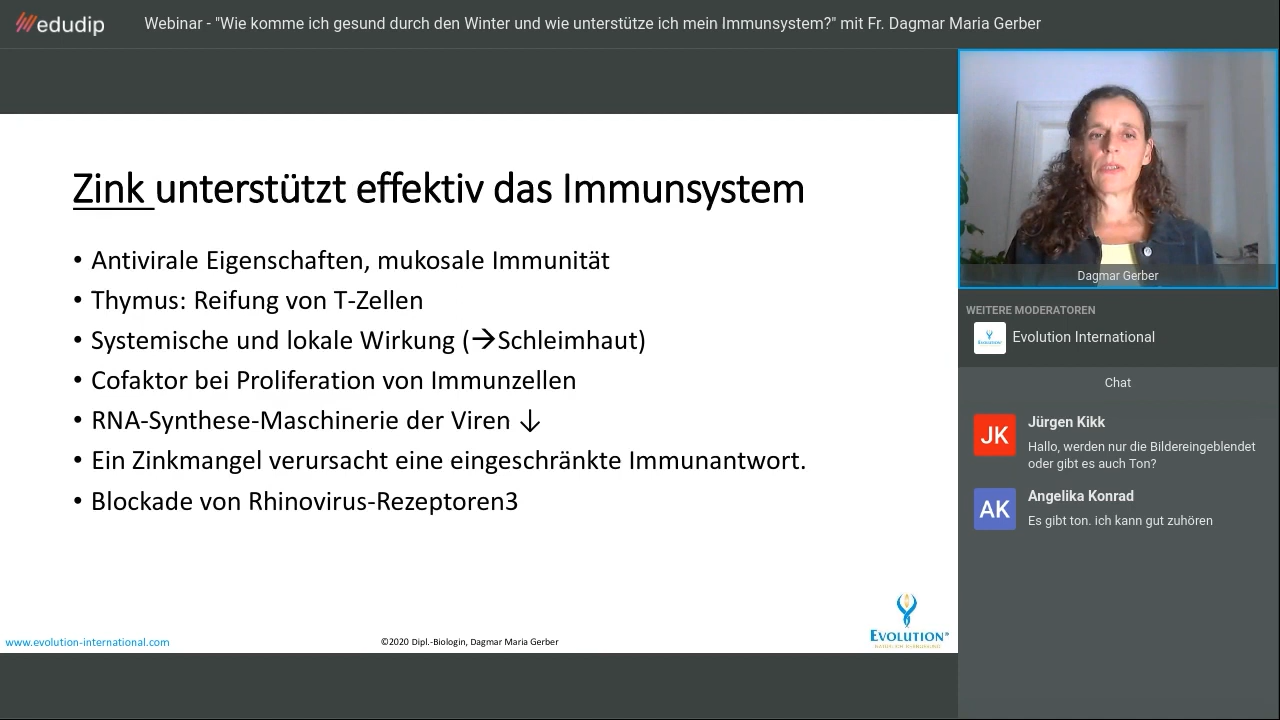 edudip
Webinar - "Wie komme ich gesund durch den Winter und wie unterstütze ich mein Immunsystem?" mit Fr. Dagmar Maria Gerber
Zink unterstützt effektiv das Immunsystem
• Antivirale Eigenschaften, mukosale Immunität
• Thymus: Reifung von T-Zellen
• Systemische und lokale Wirkung (→Schleimhaut)
• Cofaktor bei Proliferation von Immunzellen
• RNA-Synthese-Maschinerie der Viren ↓
• Ein Zinkmangel verursacht eine eingeschränkte Immunantwort.
• Blockade von Rhinovirus-Rezeptoren3
www.evolution-international.com
©2020 Dipl.-Biologin, Dagmar Maria Gerber
EVOLUTION®
Dagmar Gerber
WEITERE MODERATOREN
Evolution International
Chat
JK
Jürgen Kikk
Hallo, werden nur die Bildereingeblendet
oder gibt es auch Ton?
AK
Angelika Konrad
Es gibt ton. ich kann gut zuhören